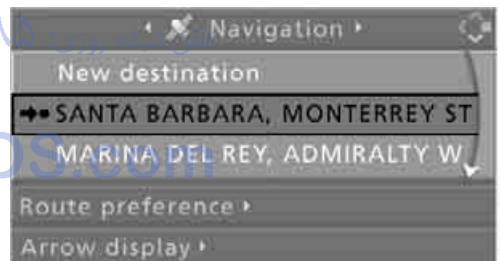 Navigation
New destination
SANTA BARBARA, MONTERREY ST
MARINA DEL REY, ADMIRALTY W
Route preference
Arrow display